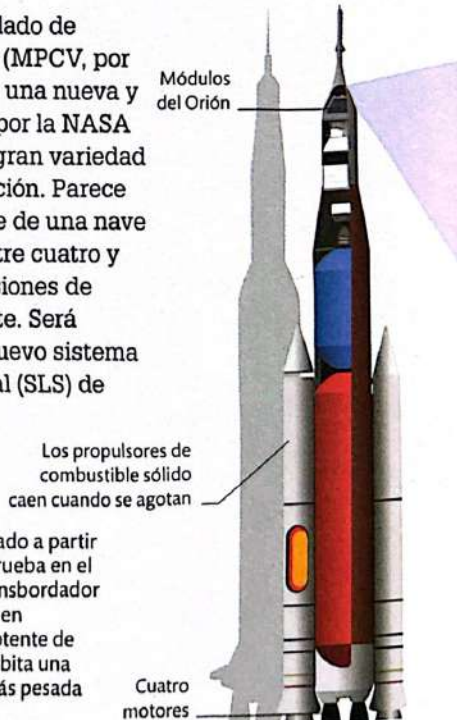 lado de
(MPCV, por
una nueva y
por la NASA
gran variedad
ción. Parece
e de una nave
tre cuatro y
ciones de
te. Será
uevo sistema
al (SLS) de
Módulos
del Orión
Los propulsores de
combustible sólido
caen cuando se agotan
ado a partir
rueba en el
nsbordador
en
otente de
bita una
ás pesada
Cuatro
motores